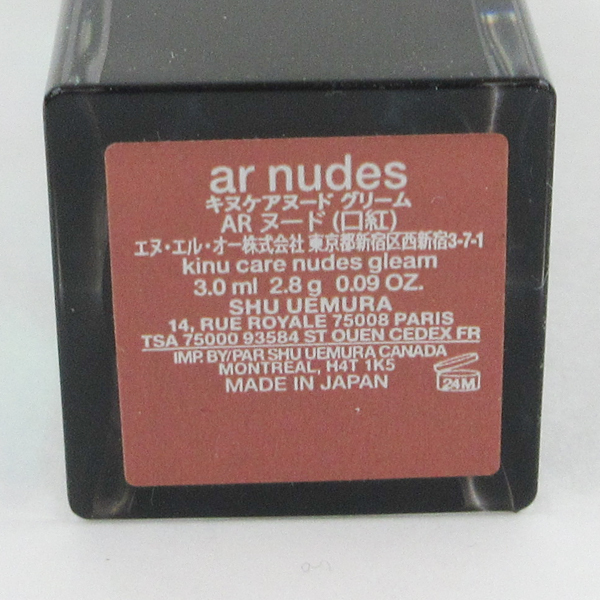 ar nudes
キヌケアヌード グリーム
AR ヌード (口紅)
エヌ・エル・オー株式会社 東京都新宿区西新宿3-7-1
kinu care nudes gleam
3.0 ml 2.8 g 0.09 OZ.
SHU UEMURA
14, RUE ROYALE 75008 PARIS
TSA 75000 93584 ST OUEN CEDEX FR
IMP. BY/PAR SHU UEMURA CANADA
MONTREAL, H4T 1K5
MADE IN JAPAN
24M